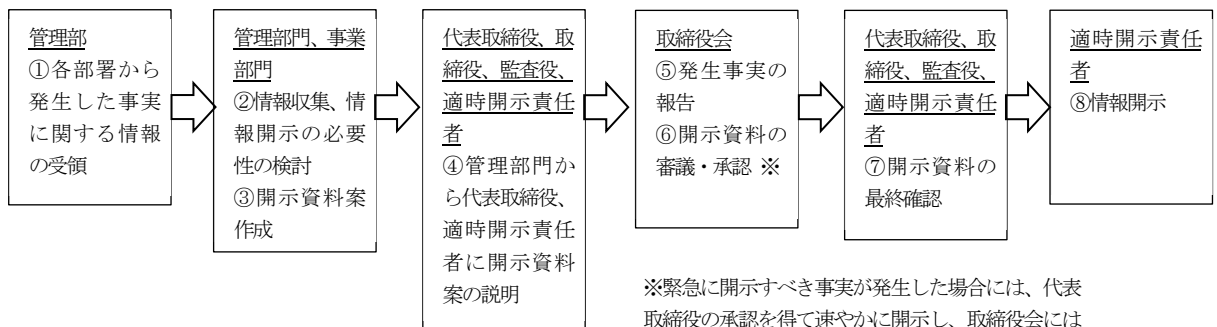 管理部
①各部署から
発生した事実
に関する情報
の受領
管理部門、事業
部門
②情報収集、情
報開示の必要
性の検討
③開示資料案
作成
代表取締役、取
締役、監査役、
適時開示責任
者
④管理部門か
ら代表取締役、
適時開示責任
者に開示資料
案の説明
取締役会
⑤発生事実の
報告
⑥開示資料の
審議・承認 ※
代表取締役、取
締役、監査役、
適時開示責任
者
⑦開示資料の
最終確認
適時開示責任
者
⑧情報開示
※緊急に開示すべき事実が発生した場合には、代表
取締役の承認を得て速やかに開示し、取締役会には